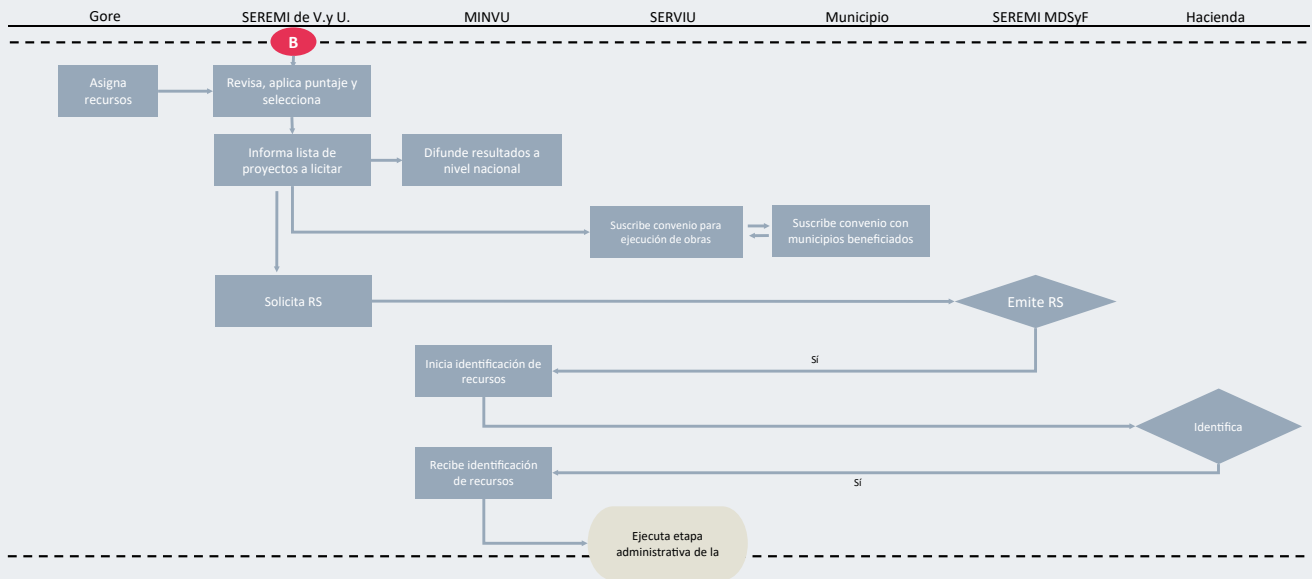 Gore
SEREMI de V.y U.
MINVU
SERVIU
Municipio
SEREMI MDSyF
Hacienda
B
Asigna
recursos
Revisa, aplica puntaje y
selecciona
Informa lista de
proyectos a licitar
Difunde resultados a
nivel nacional
Suscribe convenio para
ejecución de obras
Suscribe convenio con
municipios beneficiados
Solicita RS
Emite RS
Sí
Inicia identificación de
recursos
Identifica
Recibe identificación
de recursos
Sí
Ejecuta etapa
administrativa de la